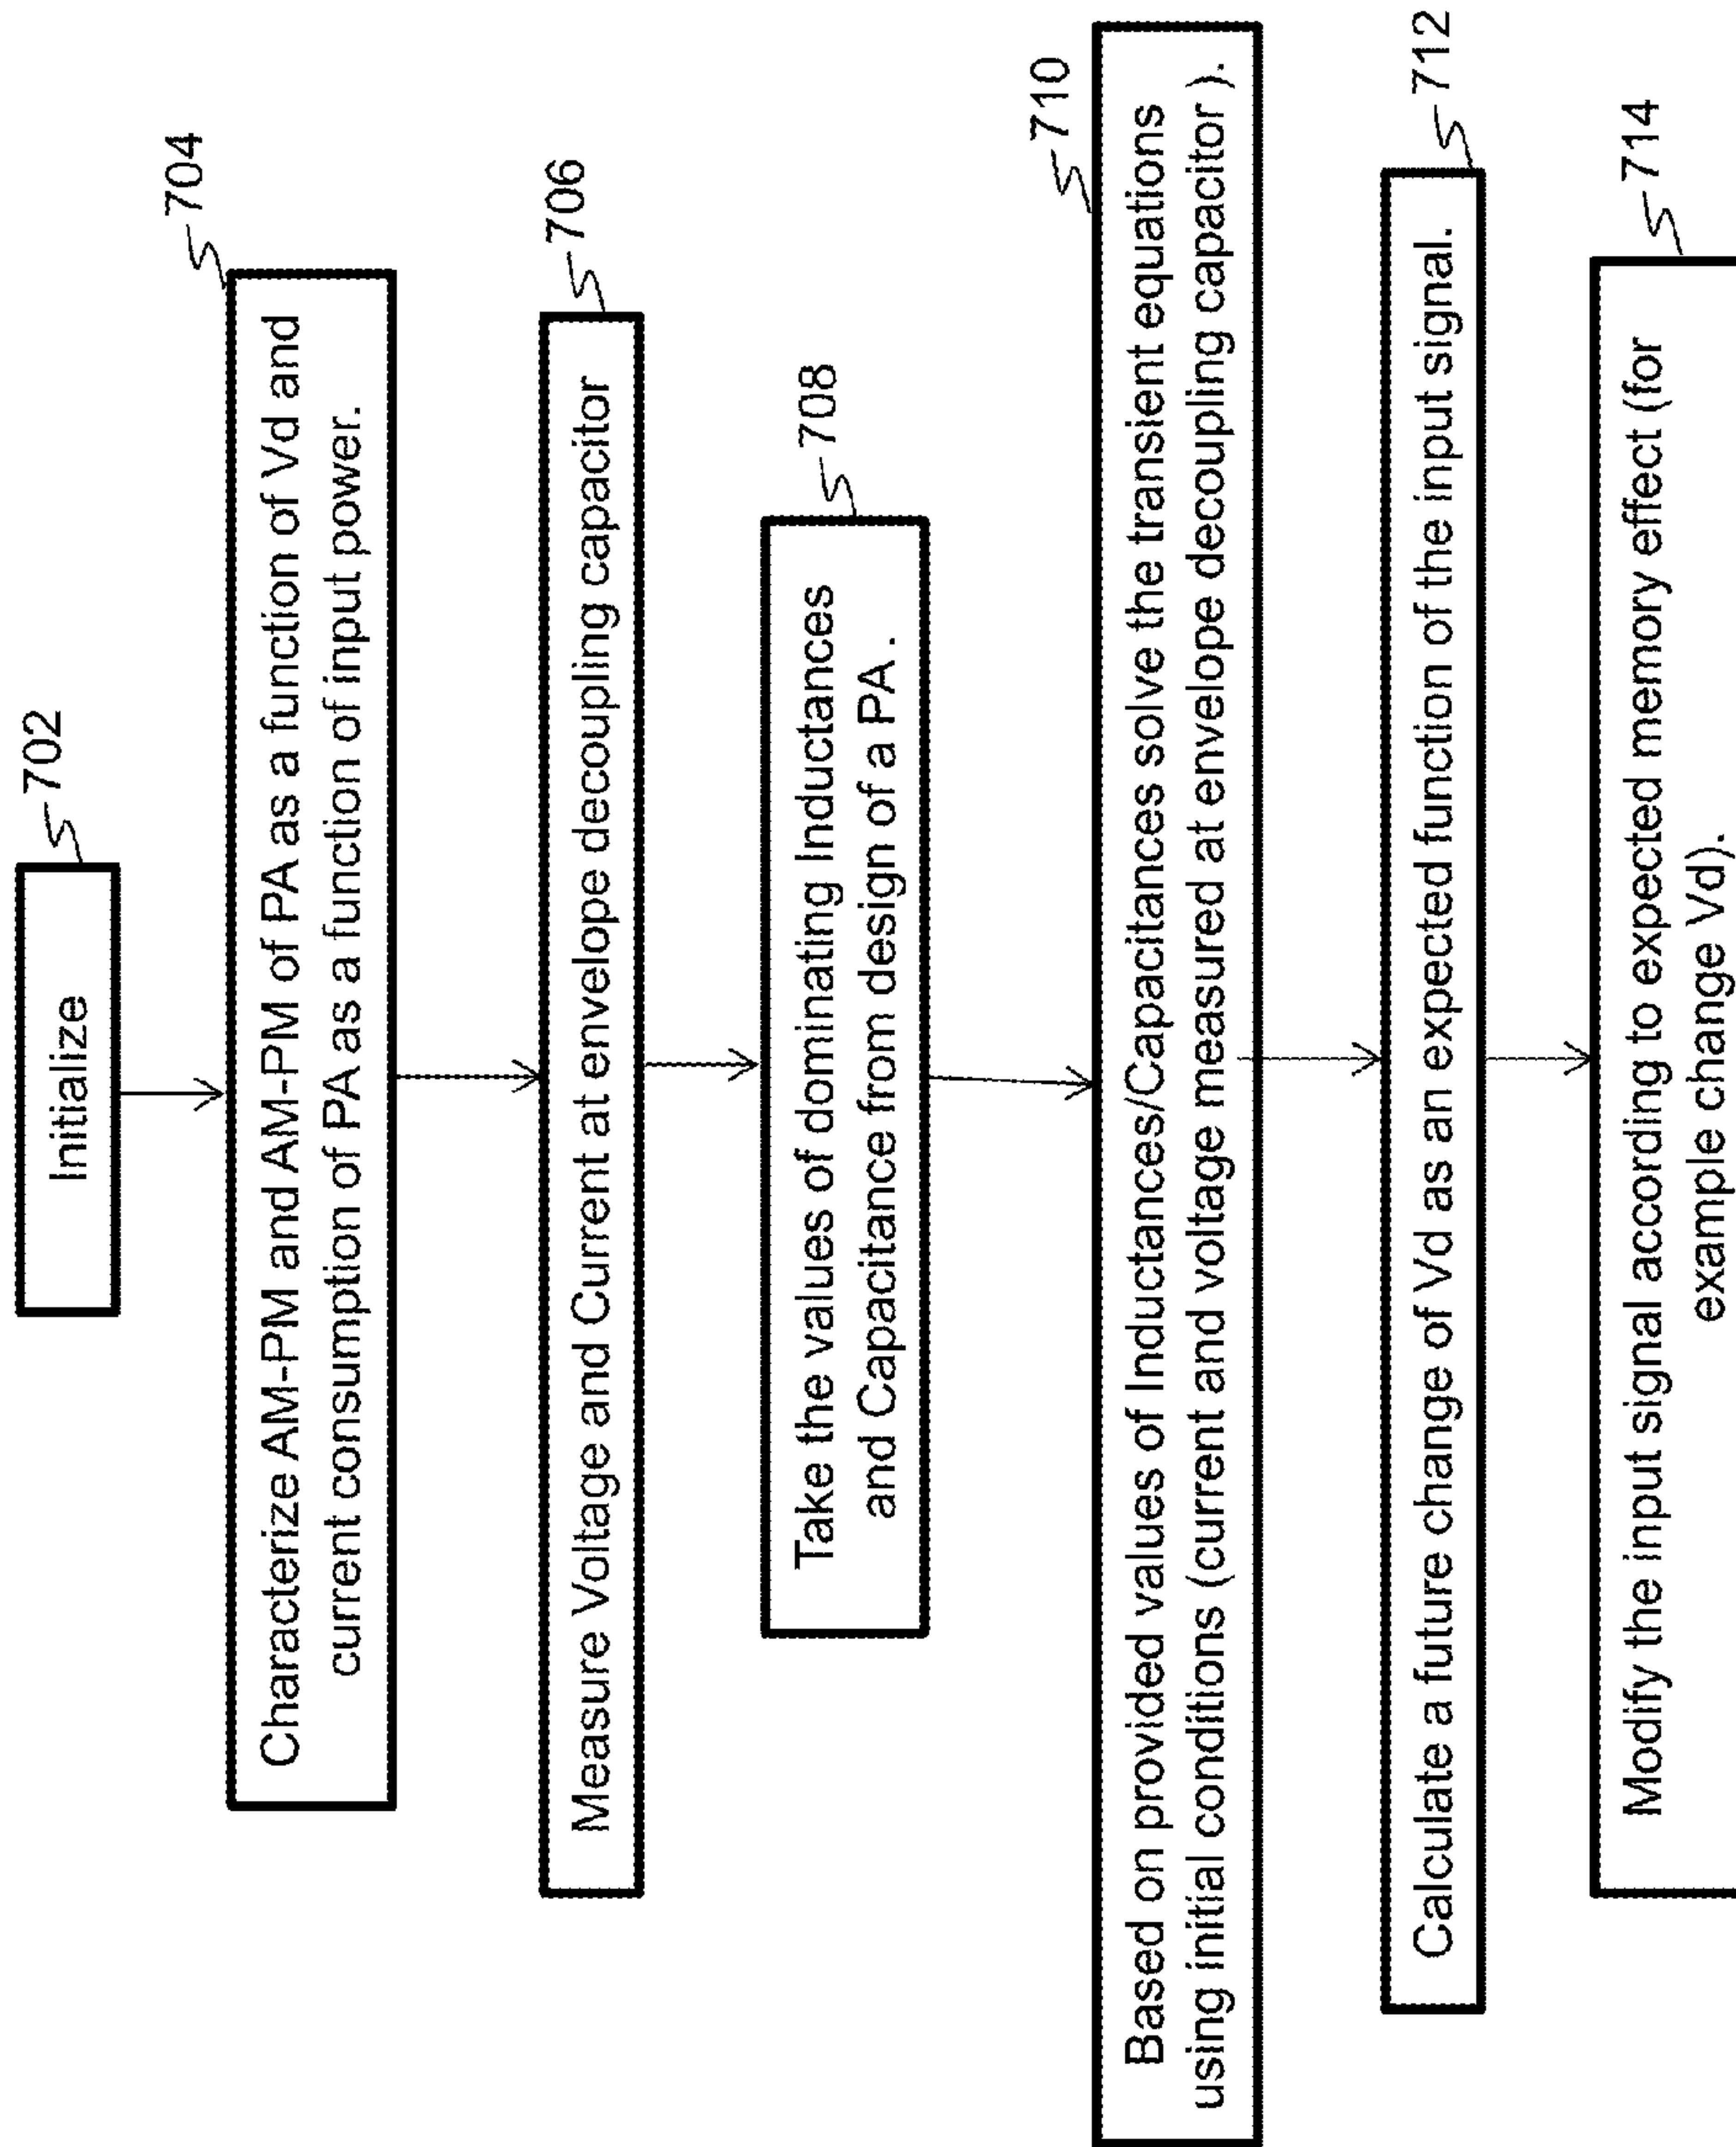 702
Initialize
704
Characterize AM-PM and AM-PM of PA as a function of Vd and
current consumption of PA as a function of input power.
706
Measure Voltage and Current at envelope decoupling capacitor
708
Take the values of dominating Inductances
and Capacitance from design of a PA .
710
Based on provided values of Inductances/Capacitances solve the transient equations
using initial conditions (current and voltage measured at envelope decoupling capacitor ).
712
Calculate a future change of Vd as an expected function of the input signal.
714
Modify the input signal according to expected memory effect (for
example change Vd).